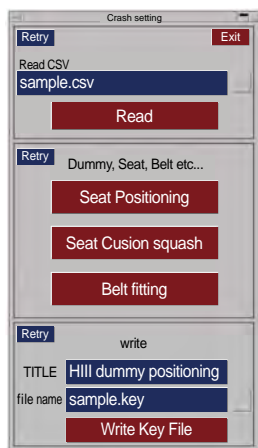 Crash setting
Retry Exit
Read CSV
sample.csv
Read
Retry
Dummy, Seat, Belt etc...
Seat Positioning
Seat Cusion squash
Belt fitting
Retry
write
TITLE HIII dummy positioning
file name sample.key
Write Key File